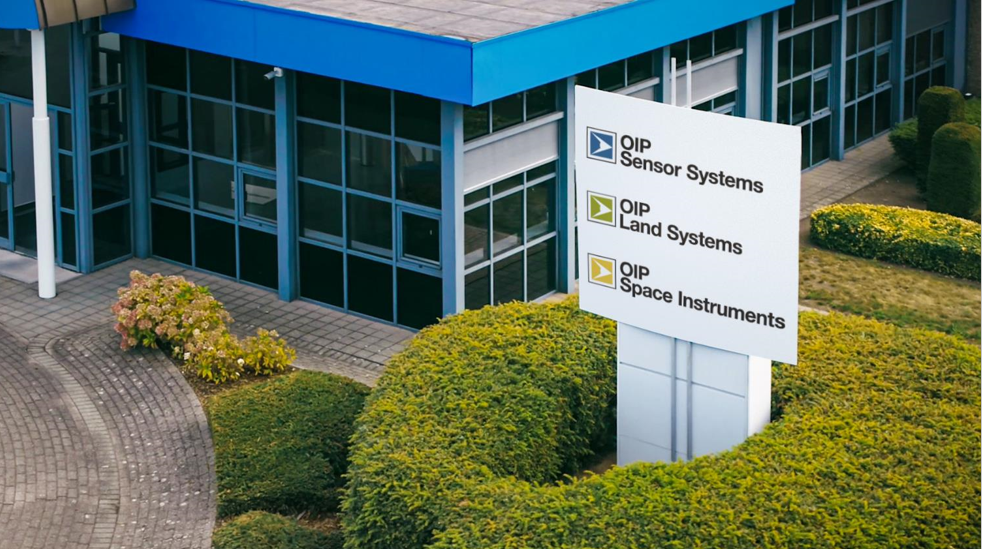 OIP
Sensor Systems
OIP
Land Systems
OIP
Space Instruments